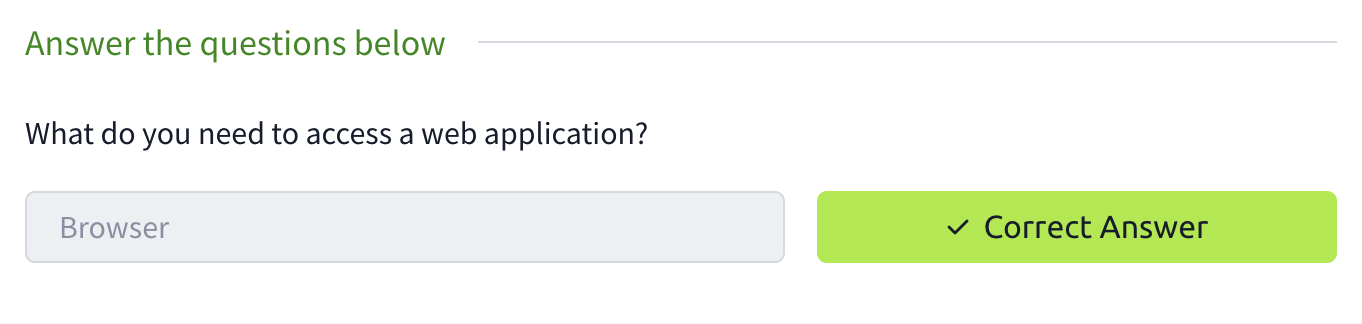 Answer the questions below
What do you need to access a web application?
Browser
Correct Answer